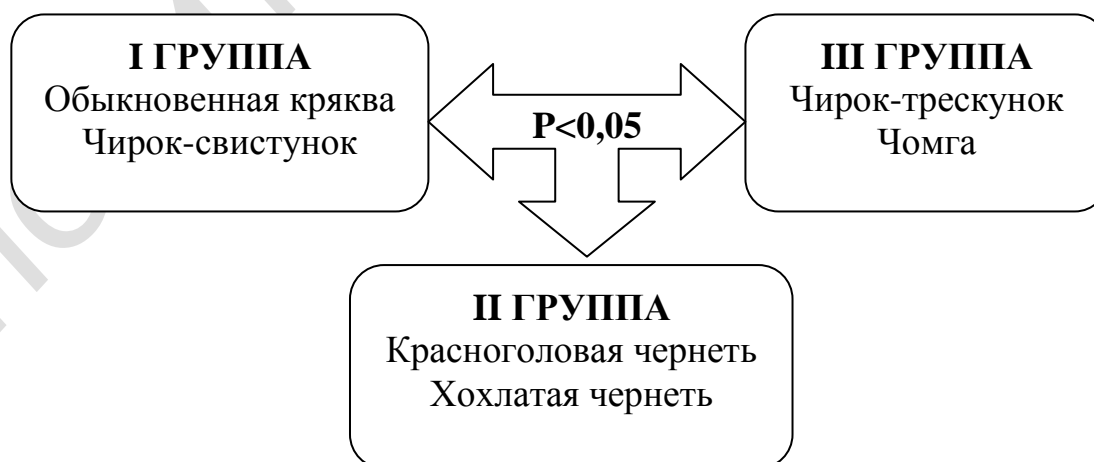 I ГРУППА
Обыкновенная кряква
Чирок-свистунок
P<0,05
III ГРУППА
Чирок-трескунок
Чомга
II ГРУППА
Красноголовая чернеть
Хохлатая чернеть